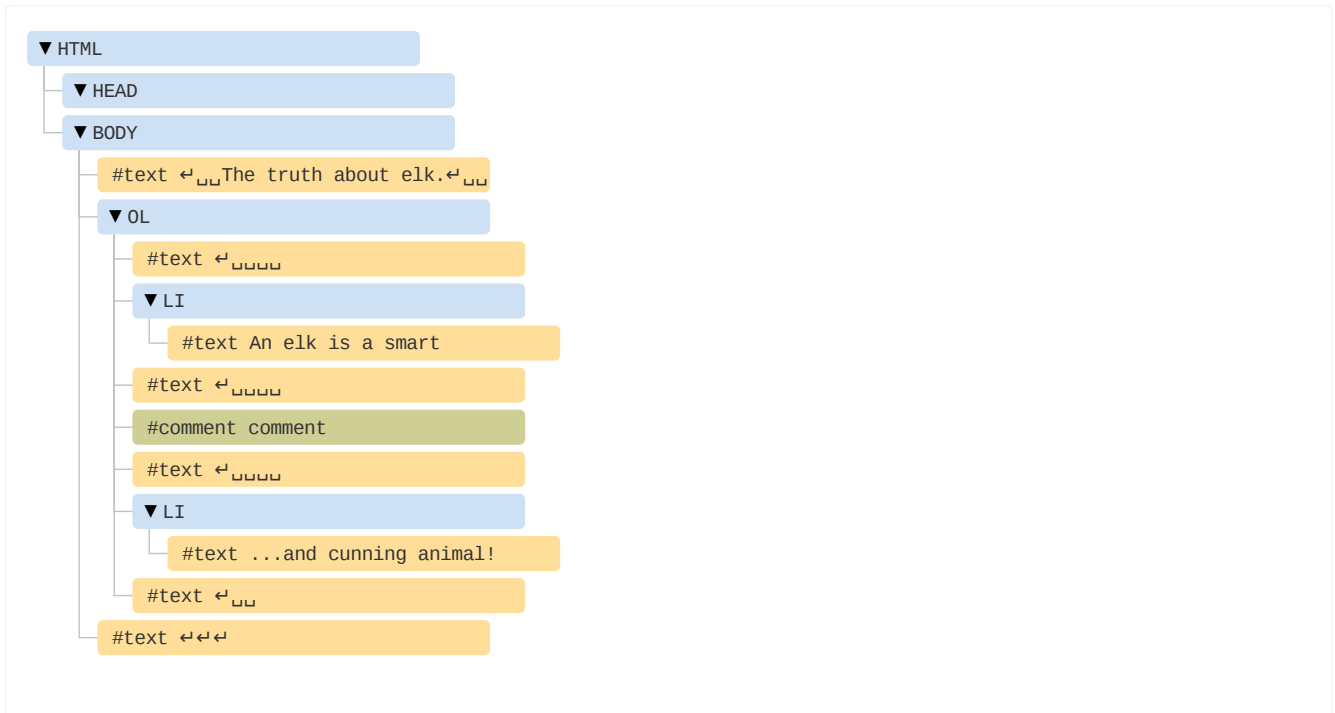 ▼ HTML
▼ HEAD
▼ BODY
#text ↵␣␣The truth about elk.↵␣␣
▼ OL
#text ↵␣␣␣␣
▼ LI
#text An elk is a smart
#text ↵␣␣␣␣
#comment comment
#text ↵␣␣␣␣
▼ LI
#text ...and cunning animal!
#text ↵␣␣
#text ↵↵↵